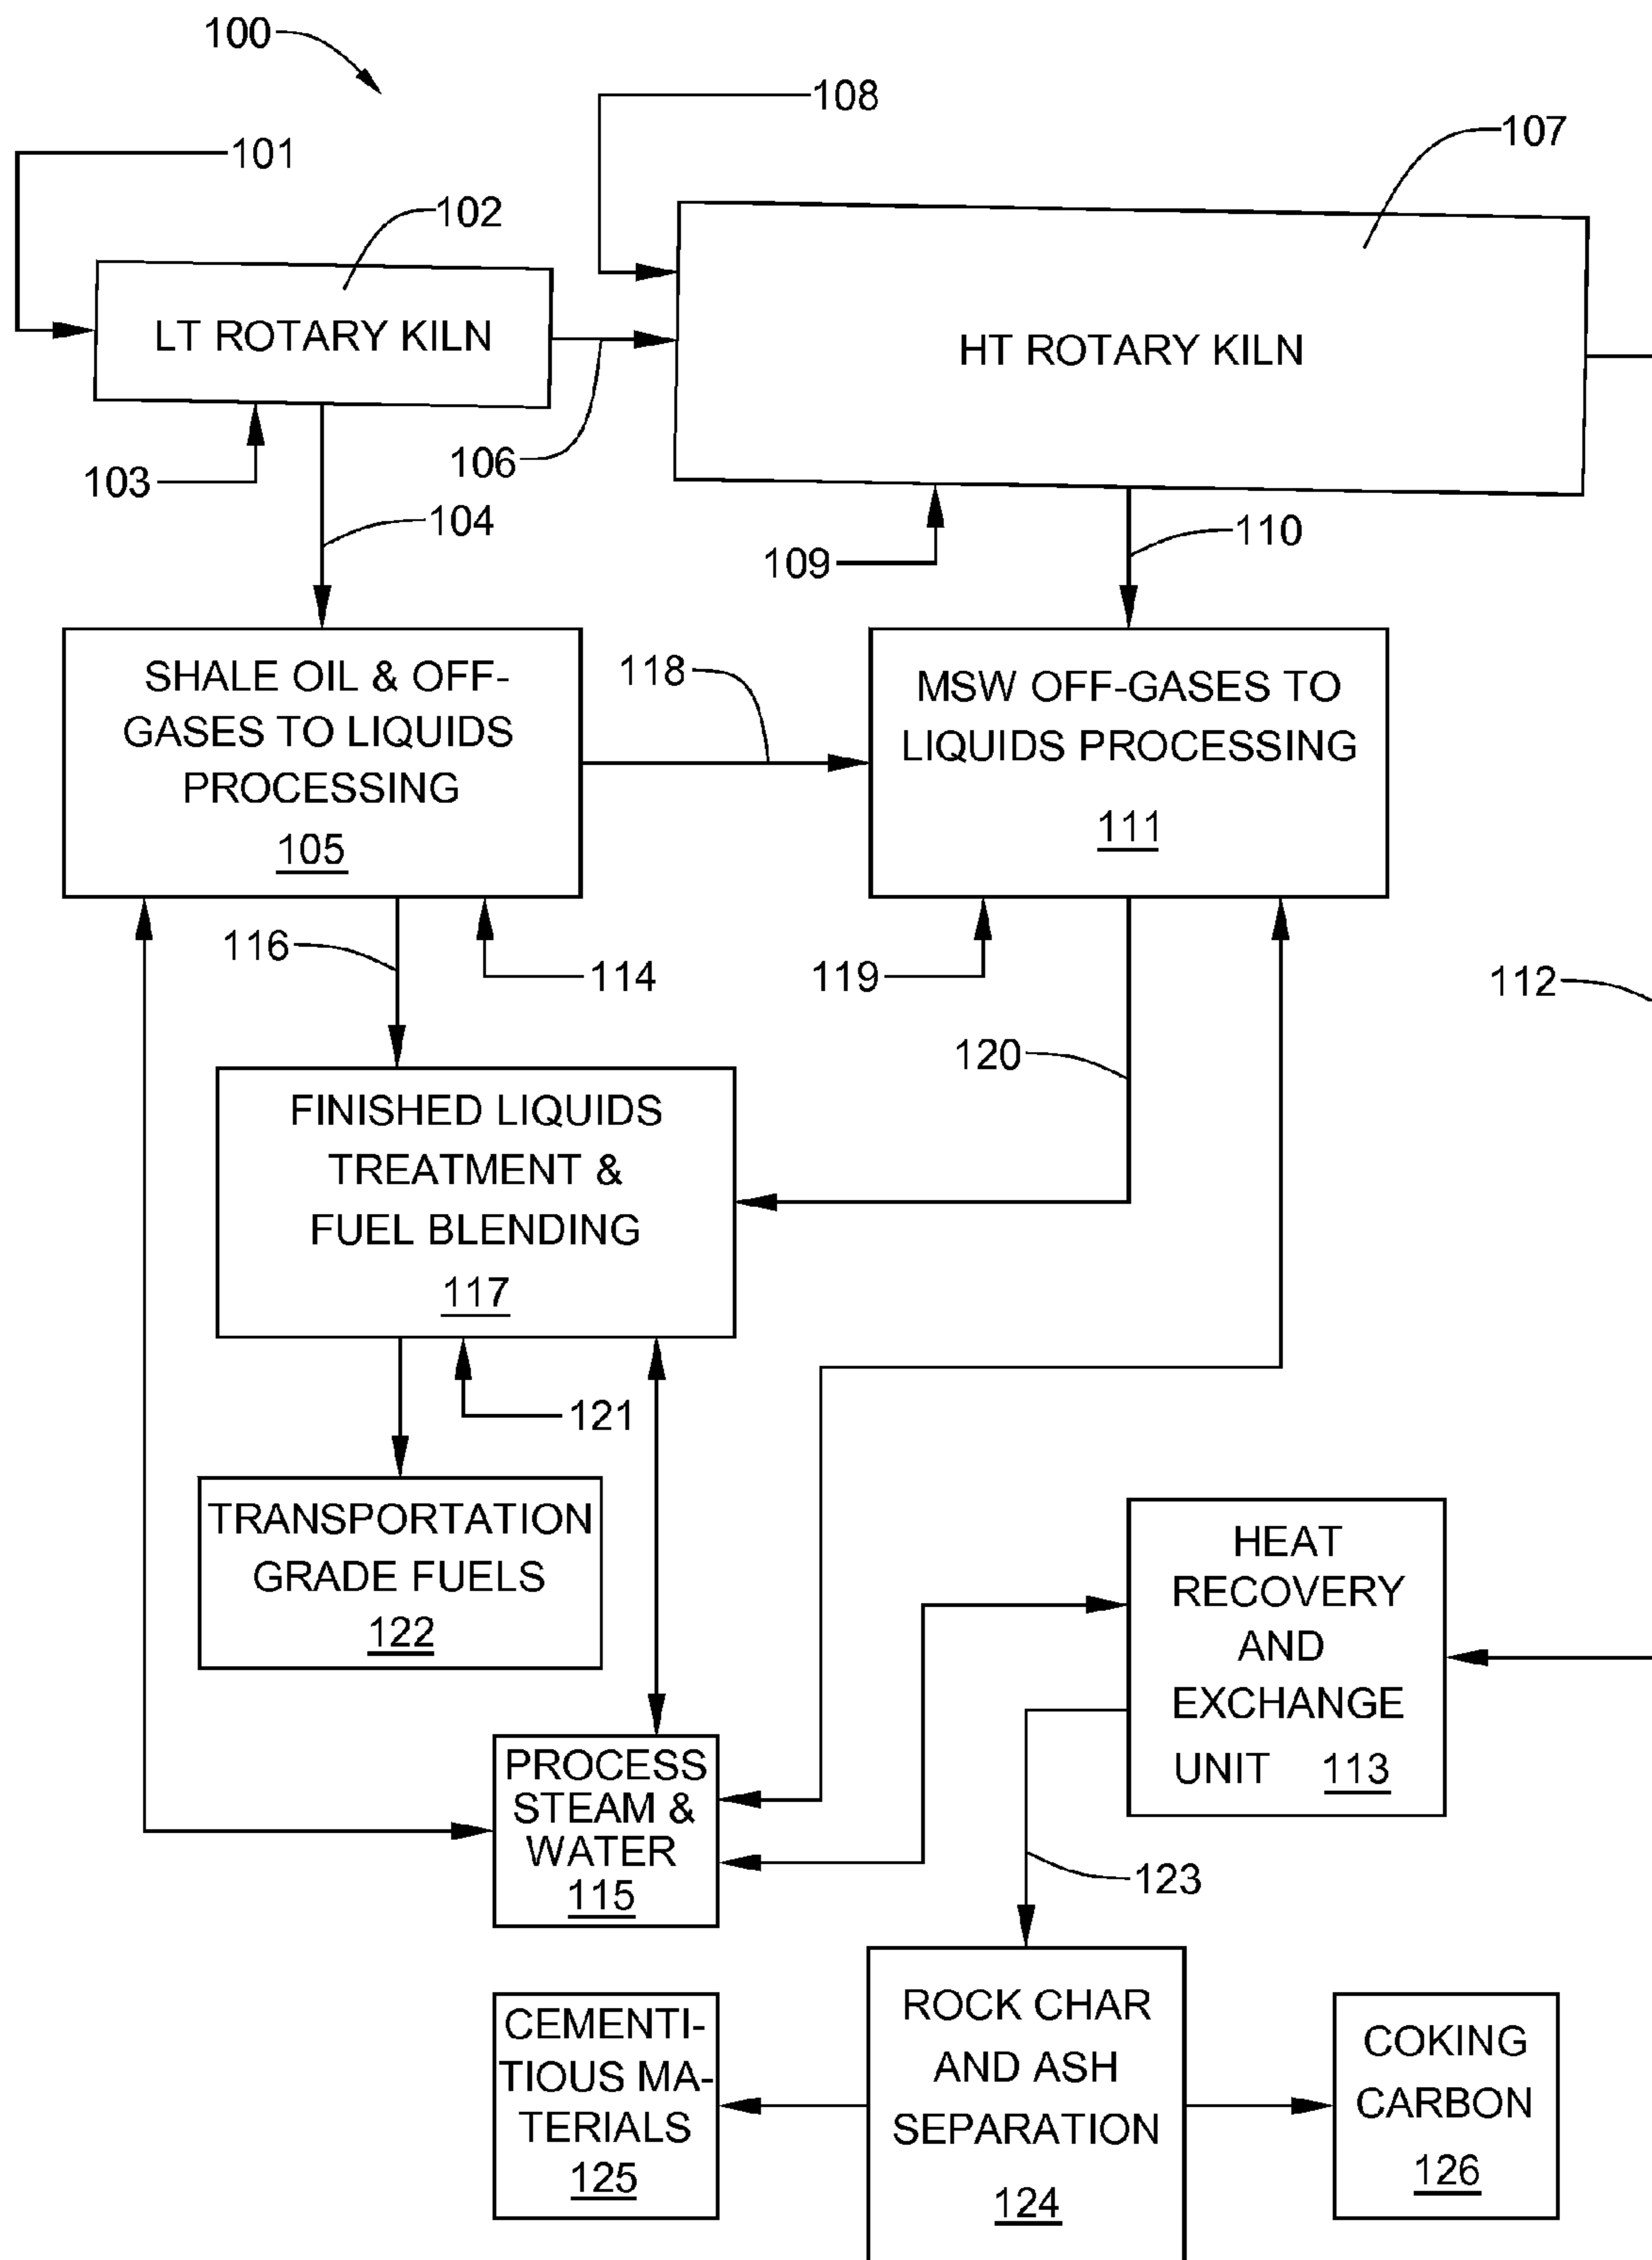 100
108
107
101
102
LT ROTARY KILN
HT ROTARY KILN
106
103
104
110
109
SHALE OIL & OFF-
GASES TO LIQUIDS
PROCESSING
105
118
MSW OFF-GASES TO
LIQUIDS PROCESSING
111
116
114
119
112
120
FINISHED LIQUIDS
TREATMENT &
FUEL BLENDING
117
121
TRANSPORTATION
GRADE FUELS
122
HEAT
RECOVERY
AND
EXCHANGE
UNIT 113
PROCESS
STEAM &
WATER
115
123
CEMENTI-
TIOUS MA-
TERIALS
125
ROCK CHAR
AND ASH
SEPARATION
124
COKING
CARBON
126